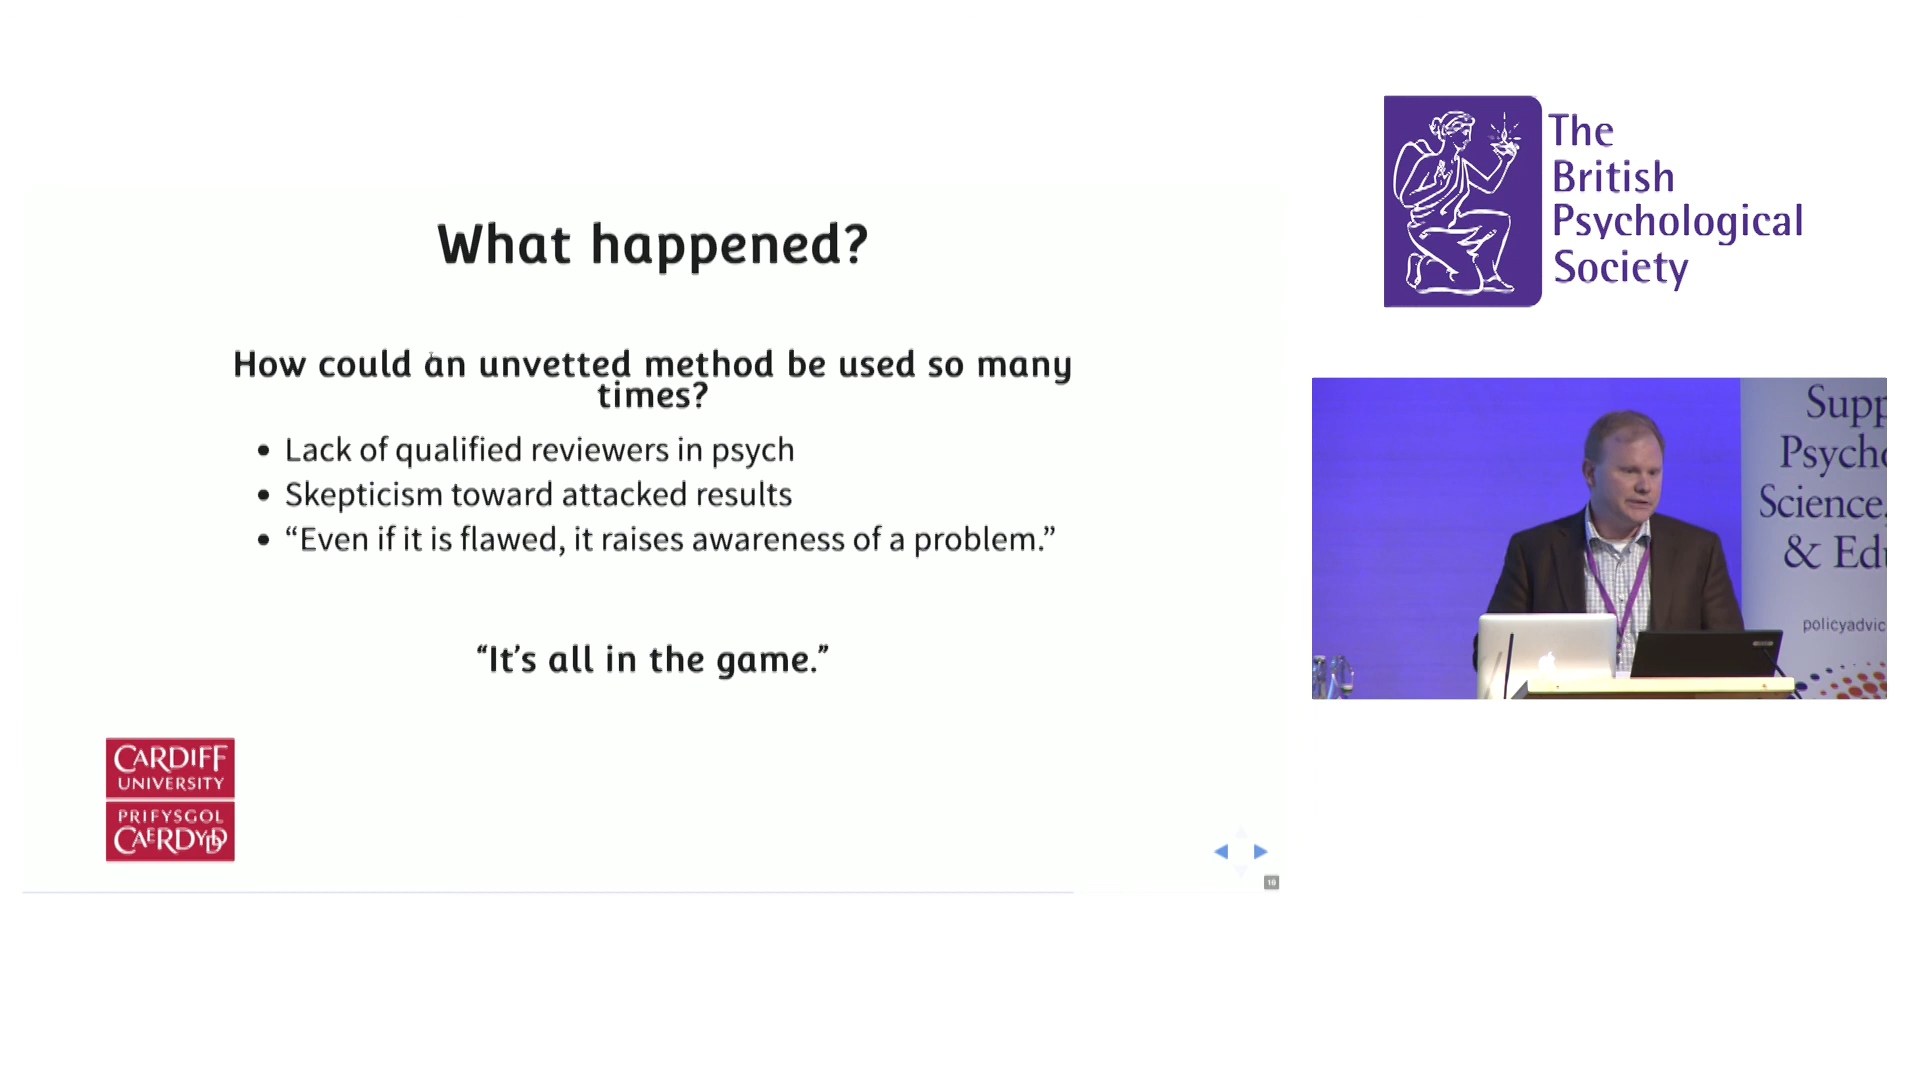 What happened?
How could an unvetted method be used so many
times?
• Lack of qualified reviewers in psych
• Skepticism toward attacked results
• “Even if it is flawed, it raises awareness of a problem.”
“It’s all in the game.”
CARDIFF
UNIVERSITY
PRIFYSGOL
CAERDYDD
10
The
British
Psychological
Society
Supp
Psycho
Science,
& Edu
policyadvic